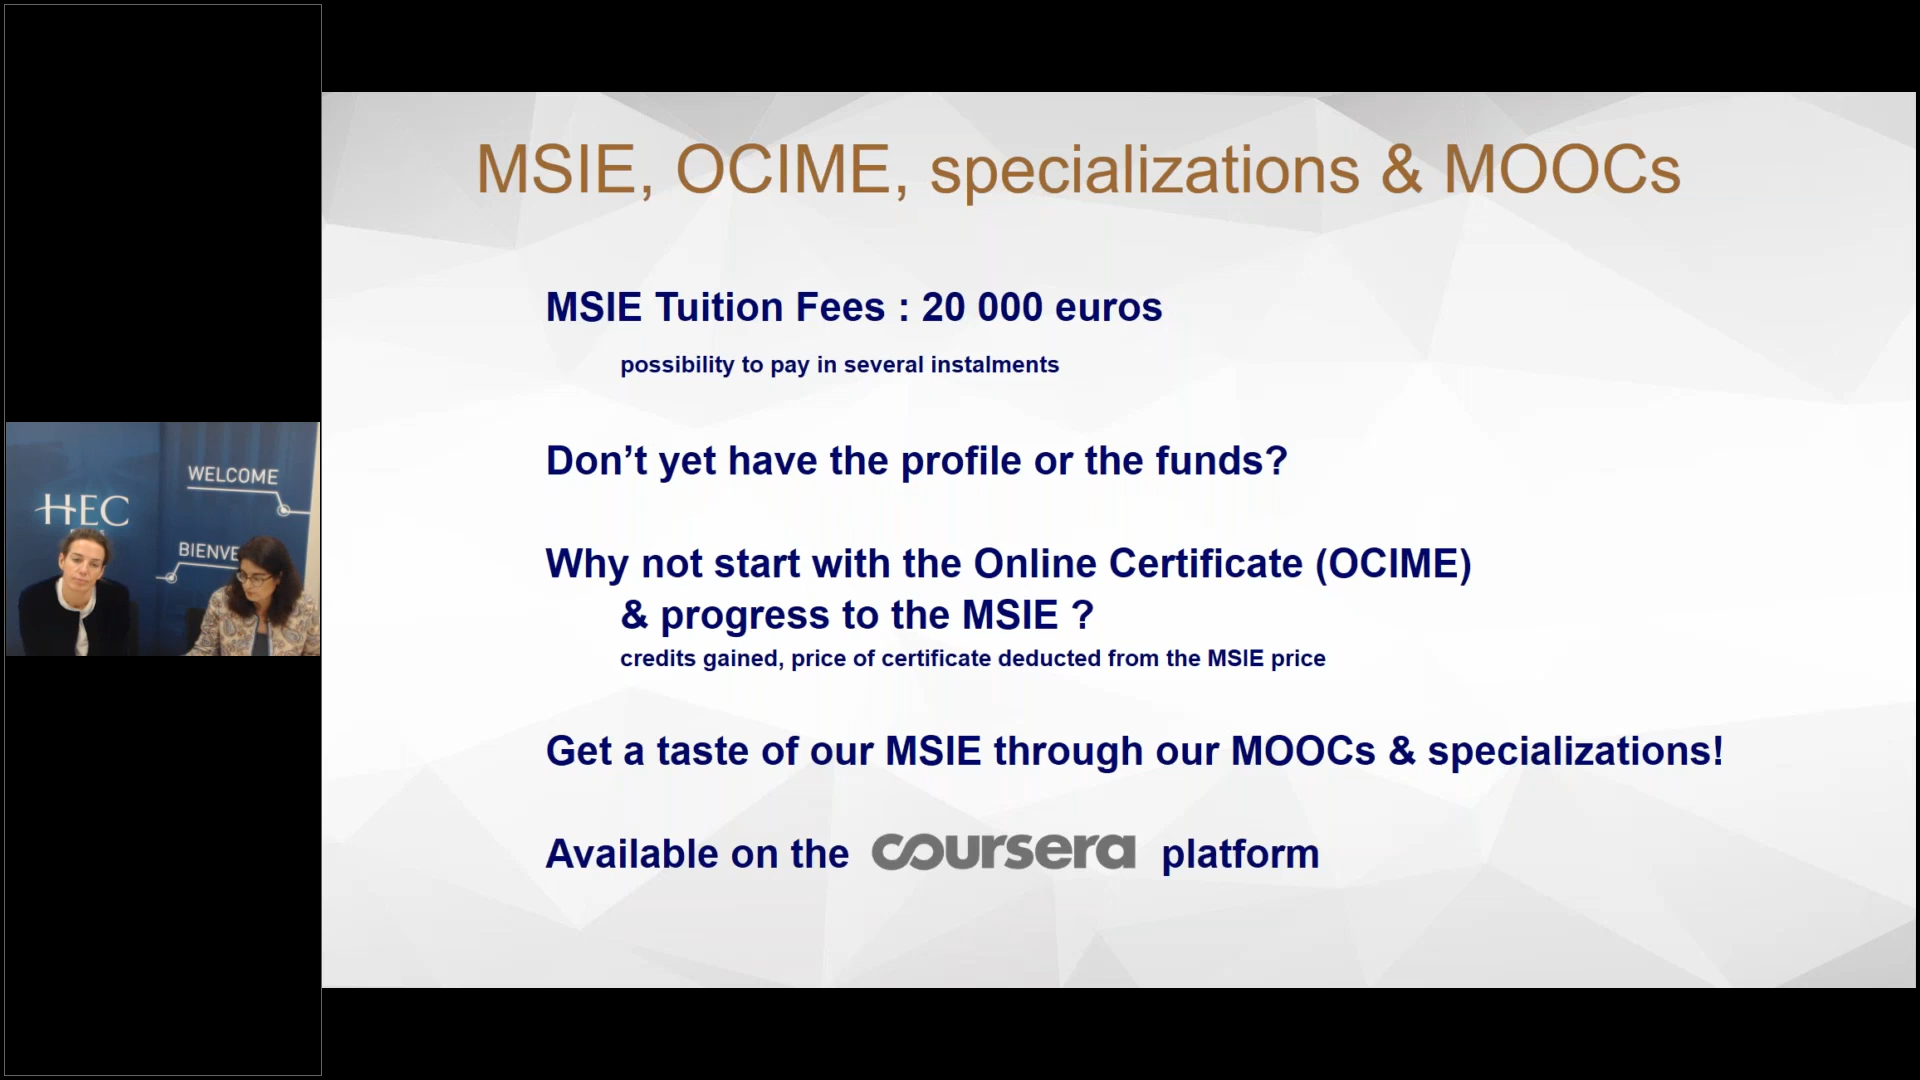 MSIE, OCIME, specializations & MOOCs
MSIE Tuition Fees : 20 000 euros
possibility to pay in several instalments
Don’t yet have the profile or the funds?
Why not start with the Online Certificate (OCIME)
& progress to the MSIE ?
credits gained, price of certificate deducted from the MSIE price
Get a taste of our MSIE through our MOOCs & specializations!
Available on the coursera platform
WELCOME
HEC
BIENVE